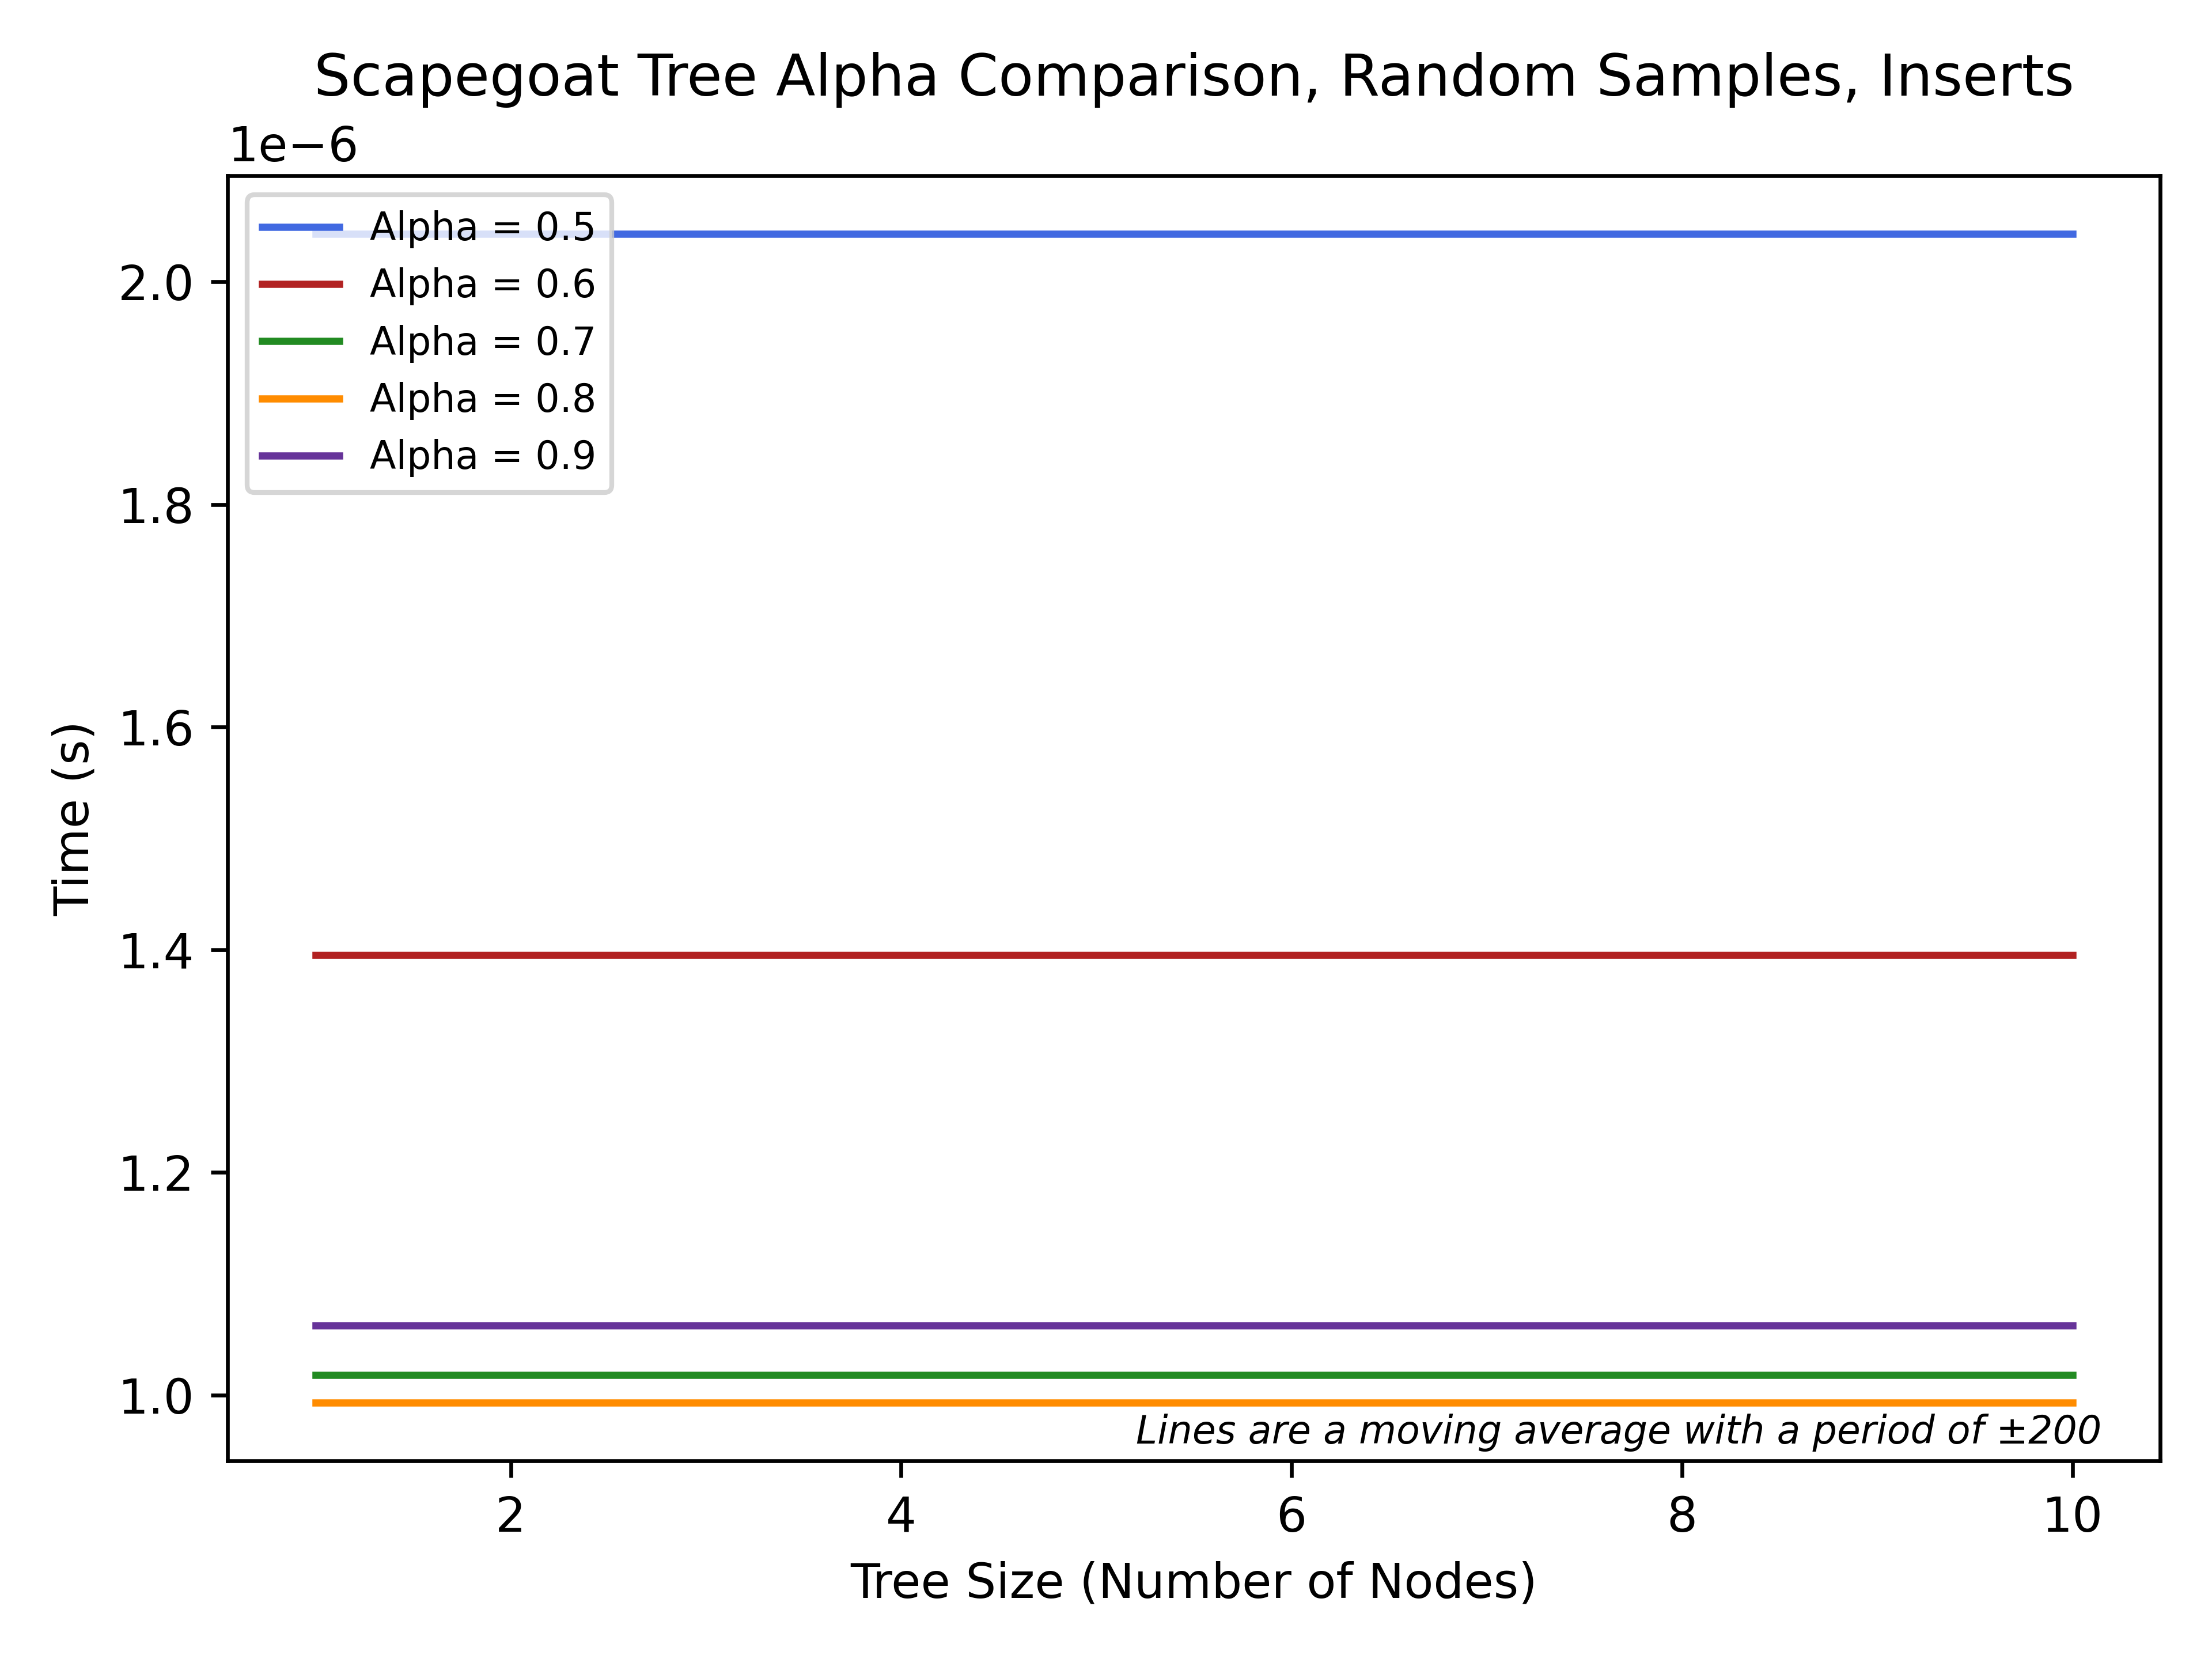 Scapegoat Tree Alpha Comparison, Random Samples, Inserts
1e−6
Alpha = 0.5
Alpha = 0.6
Alpha = 0.7
Alpha = 0.8
Alpha = 0.9
2.0
1.8
1.6
1.4
1.2
1.0
Time (s)
Lines are a moving average with a period of ±200
2 4 6 8 10
Tree Size (Number of Nodes)